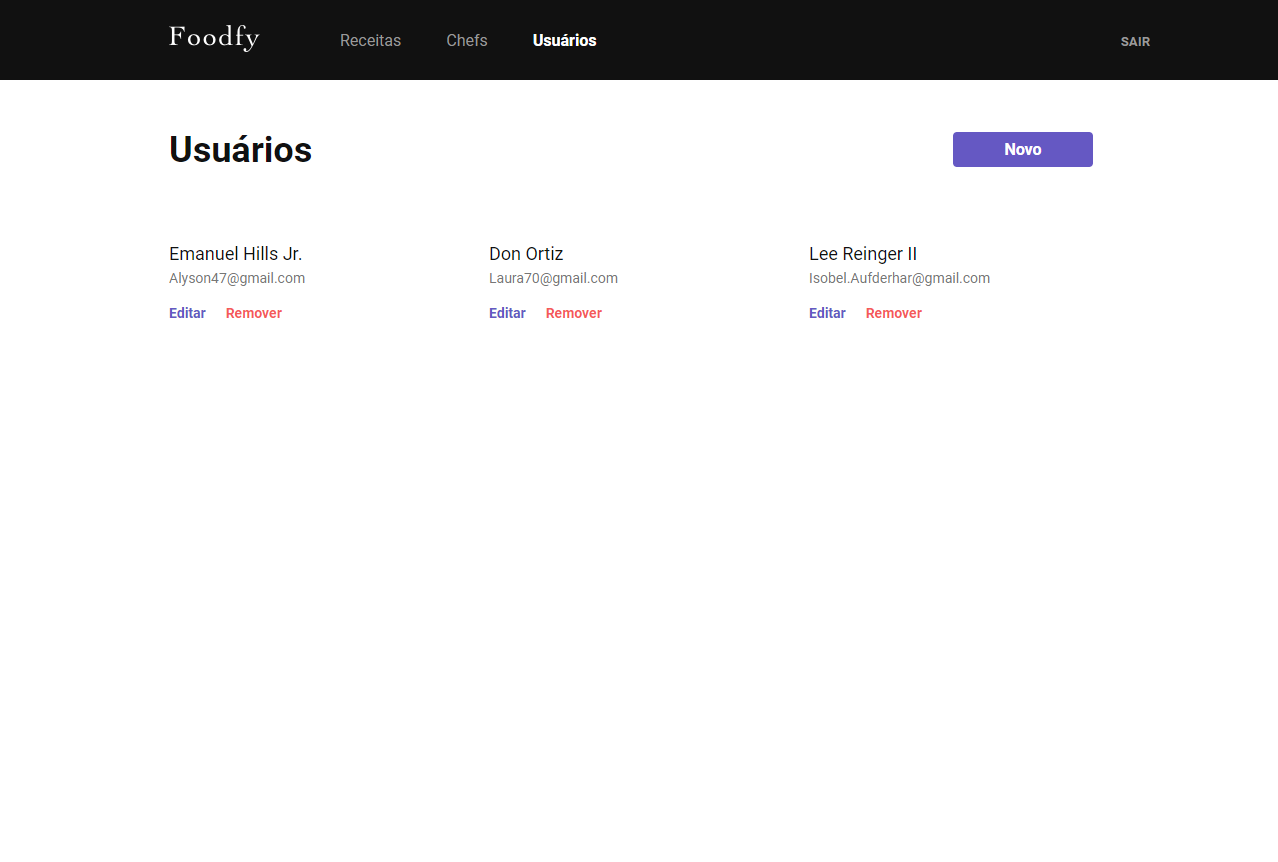 Foodfy Receitas Chefs Usuários SAIR
Usuários Novo
Emanuel Hills Jr.
Alyson47@gmail.com
Editar Remover
Don Ortiz
Laura70@gmail.com
Editar Remover
Lee Reinger II
Isobel.Aufderhar@gmail.com
Editar Remover